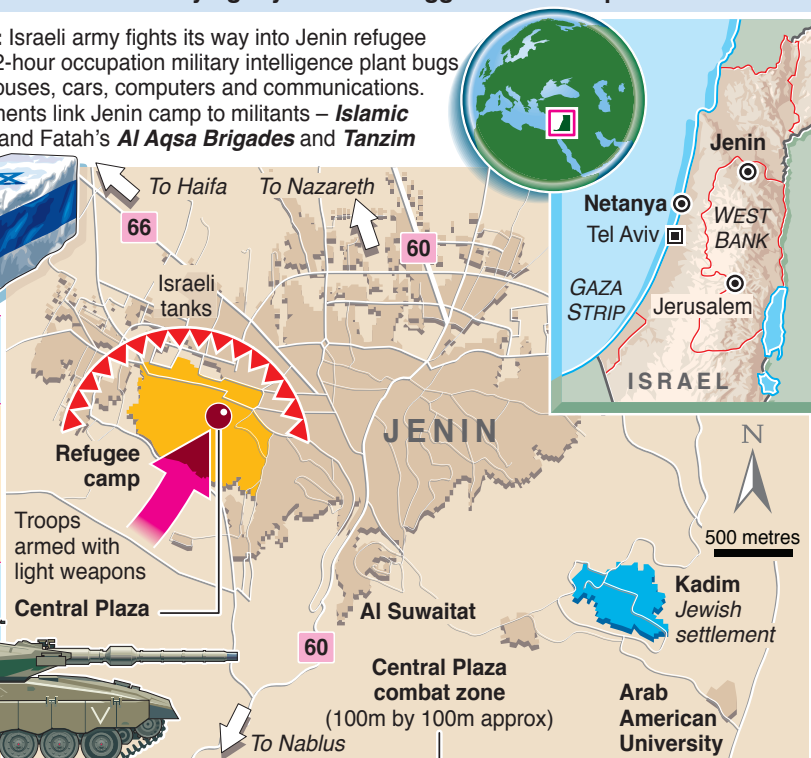 Israeli army fights its way into Jenin refugee
2-hour occupation military intelligence plant bugs
ouses, cars, computers and communications.
ments link Jenin camp to militants – Islamic
and Fatah's Al Aqsa Brigades and Tanzim
To Haifa
To Nazareth
66
60
Israeli
tanks
JENIN
Refugee
camp
Troops
armed with
light weapons
Central Plaza
Al Suwaitat
60
Central Plaza
combat zone
(100m by 100m approx)
To Nablus
Jenin
Netanya
WEST
BANK
Tel Aviv
GAZA
STRIP
Jerusalem
ISRAEL
N
500 metres
Kadim
Jewish
settlement
Arab
American
University